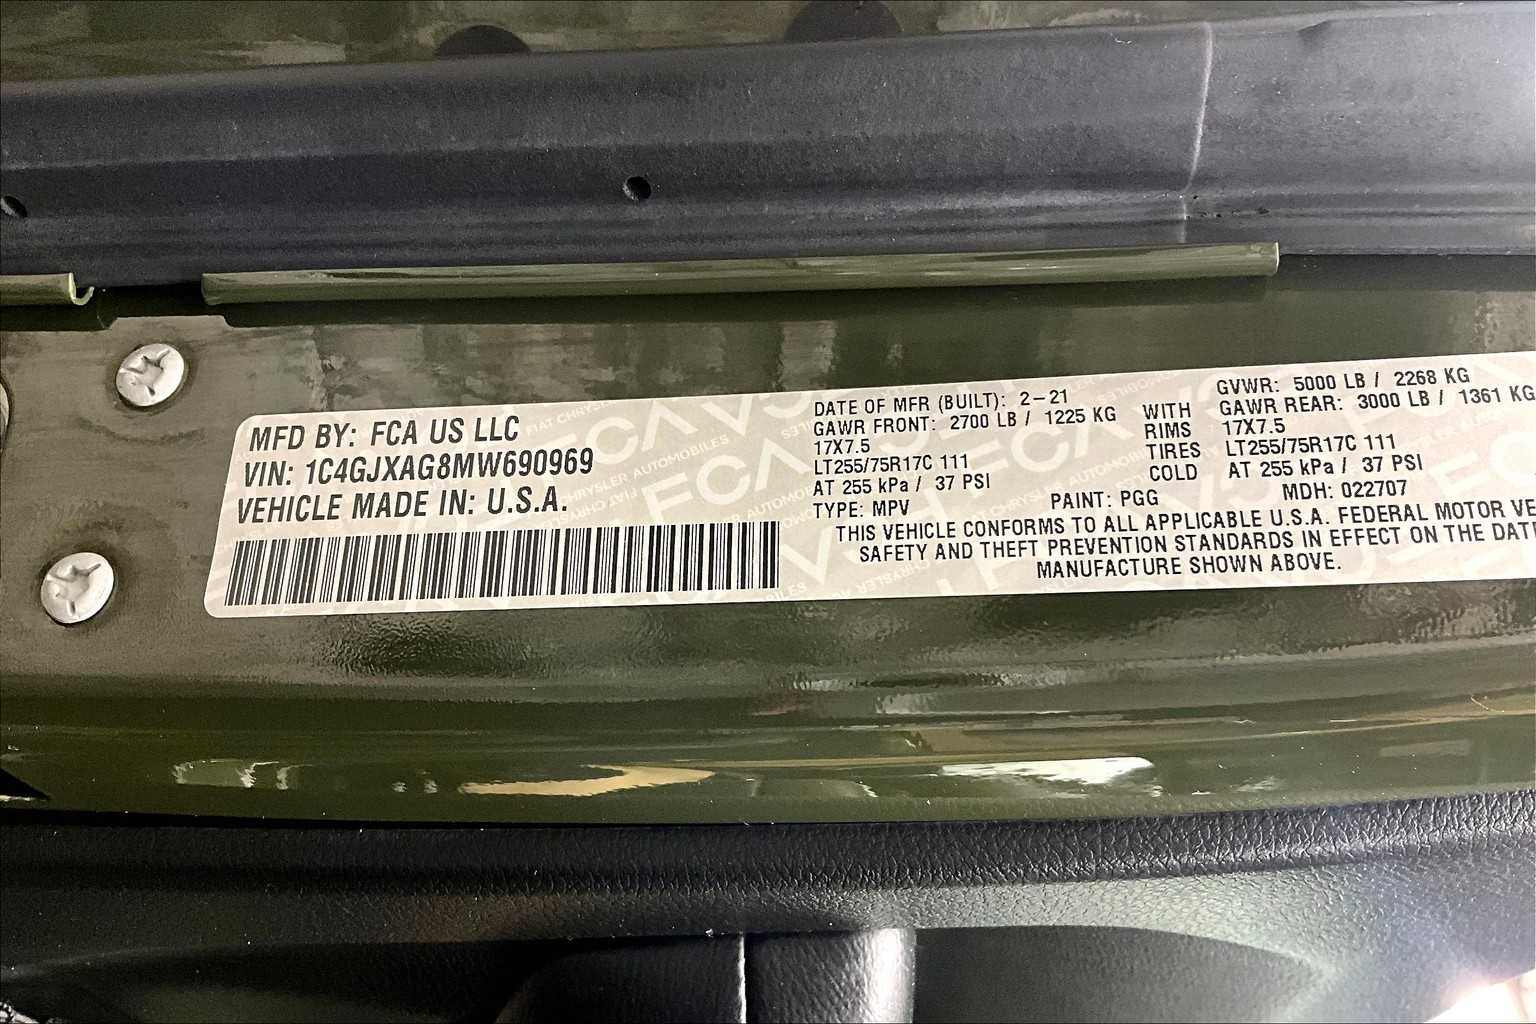 MFD BY: FCA US LLC
VIN: 1C4GJXAG8MW690969
VEHICLE MADE IN: U.S.A.
DATE OF MFR (BUILT): 2-21
GVWR: 5000 LB / 2268 KG
GAWR FRONT: 2700 LB / 1225 KG WITH GAWR REAR: 3000 LB / 1361 KG
17X7.5 RIMS 17X7.5
LT255/75R17C 111 TIRES LT255/75R17C 111
AT 255 kPa / 37 PSI COLD AT 255 kPa / 37 PSI
TYPE: MPV PAINT: PGG MDH: 022707
THIS VEHICLE CONFORMS TO ALL APPLICABLE U.S.A. FEDERAL MOTOR VE
SAFETY AND THEFT PREVENTION STANDARDS IN EFFECT ON THE DAT
MANUFACTURE SHOWN ABOVE.